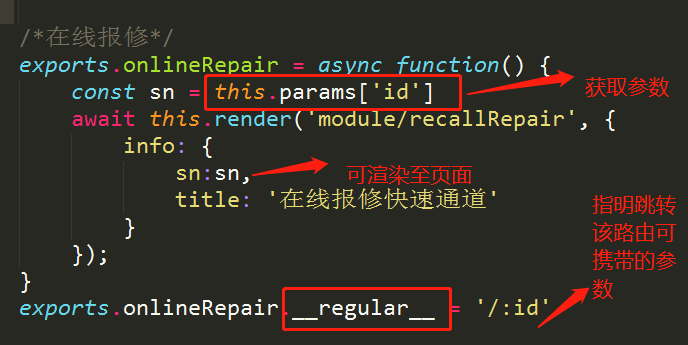 /*在线报修*/
exports.onlineRepair = async function() {
const sn = this.params['id']
获取参数
await this.render('module/recallRepair', {
info: {
sn:sn,
可渲染至页面
title: '在线报修快速通道'
}
});
}
指明跳转
该路由可
携带的参
数
exports.onlineRepair.__regular__ = '/:id'